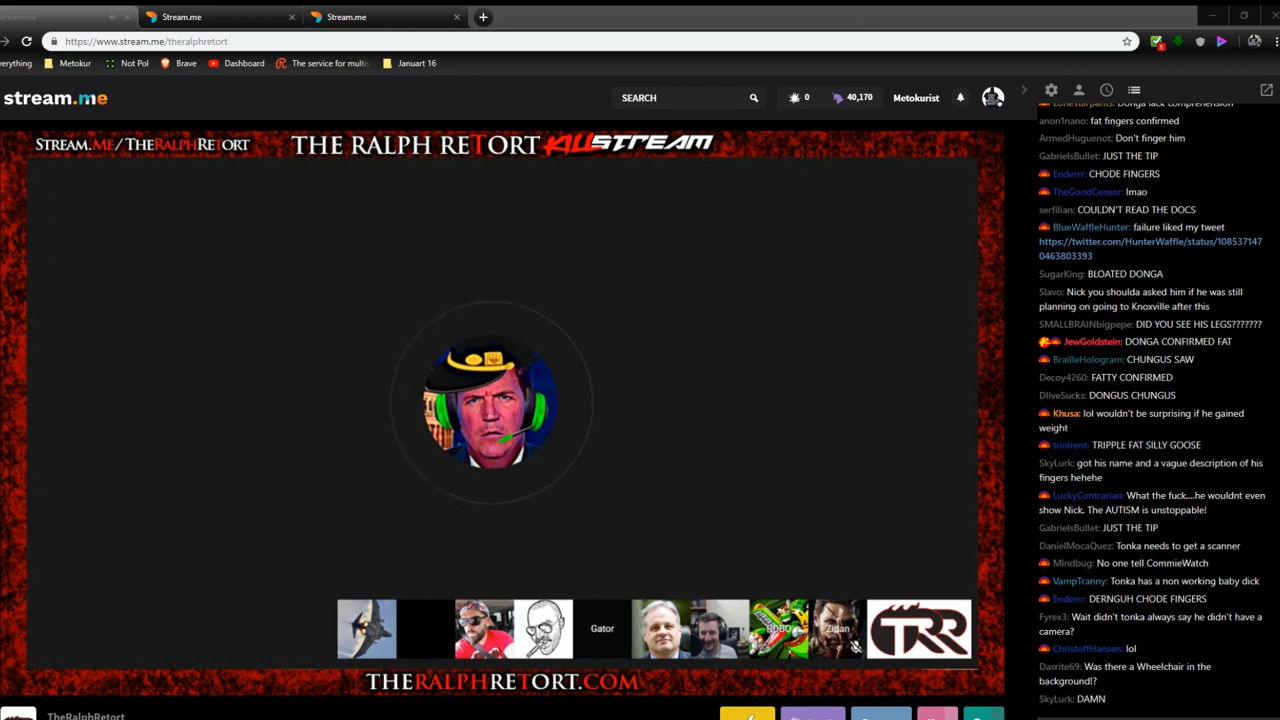 Stream.me
Stream.me
https://www.stream.me/theralphretort
Metokur
Not Pol
Brave
Dashboard
The service for multis
Januart 16
stream.me
SEARCH
0
40,170
Metokurist
STREAM.ME/THERALPHRETORT
THE RALPH RETORT KILLSTREAM
Gator
ROBO
Zidan
TRR
THERALPHRETORT.COM
TheRalphRetort
Lonestarpants: Donga lack comprehension
anon1nano: fat fingers confirmed
ArmedHuguenot: Don't finger him
GabrielsBullet: JUST THE TIP
Enderrr: CHODE FINGERS
TheGoodCensor: lmao
serfilian: COULDN'T READ THE DOCS
BlueWaffleHunter: failure liked my tweet
https://twitter.com/HunterWaffle/status/108537147
0463803393
SugarKing: BLOATED DONGA
Slavo: Nick you shoulda asked him if he was still
planning on going to Knoxville after this
SMALLBRAINbigpepe: DID YOU SEE HIS LEGS???????
JewGoldstein: DONGA CONFIRMED FAT
BrailleHologram: CHUNGUS SAW
Decoy4260: FATTY CONFIRMED
DliveSucks: DONGUS CHUNGUS
Khusa: lol wouldn't be surprising if he gained
weight
trinirent: TRIPPLE FAT SILLY GOOSE
SkyLurk: got his name and a vague description of his
fingers hehehe
LuckyContrarian: What the fuck....he wouldnt even
show Nick. The AUTISM is unstoppable!
GabrielsBullet: JUST THE TIP
DanielMocaQuez: Tonka needs to get a scanner
Mindbug: No one tell CommieWatch
VampTranny: Tonka has a non working baby dick
Enderrr: DERNGUH CHODE FINGERS
Fyrex3: Wait didn't tonka always say he didn't have a
camera?
ChristoffHansen: lol
Dasrite69: Was there a Wheelchair in the
background!?
SkyLurk: DAMN